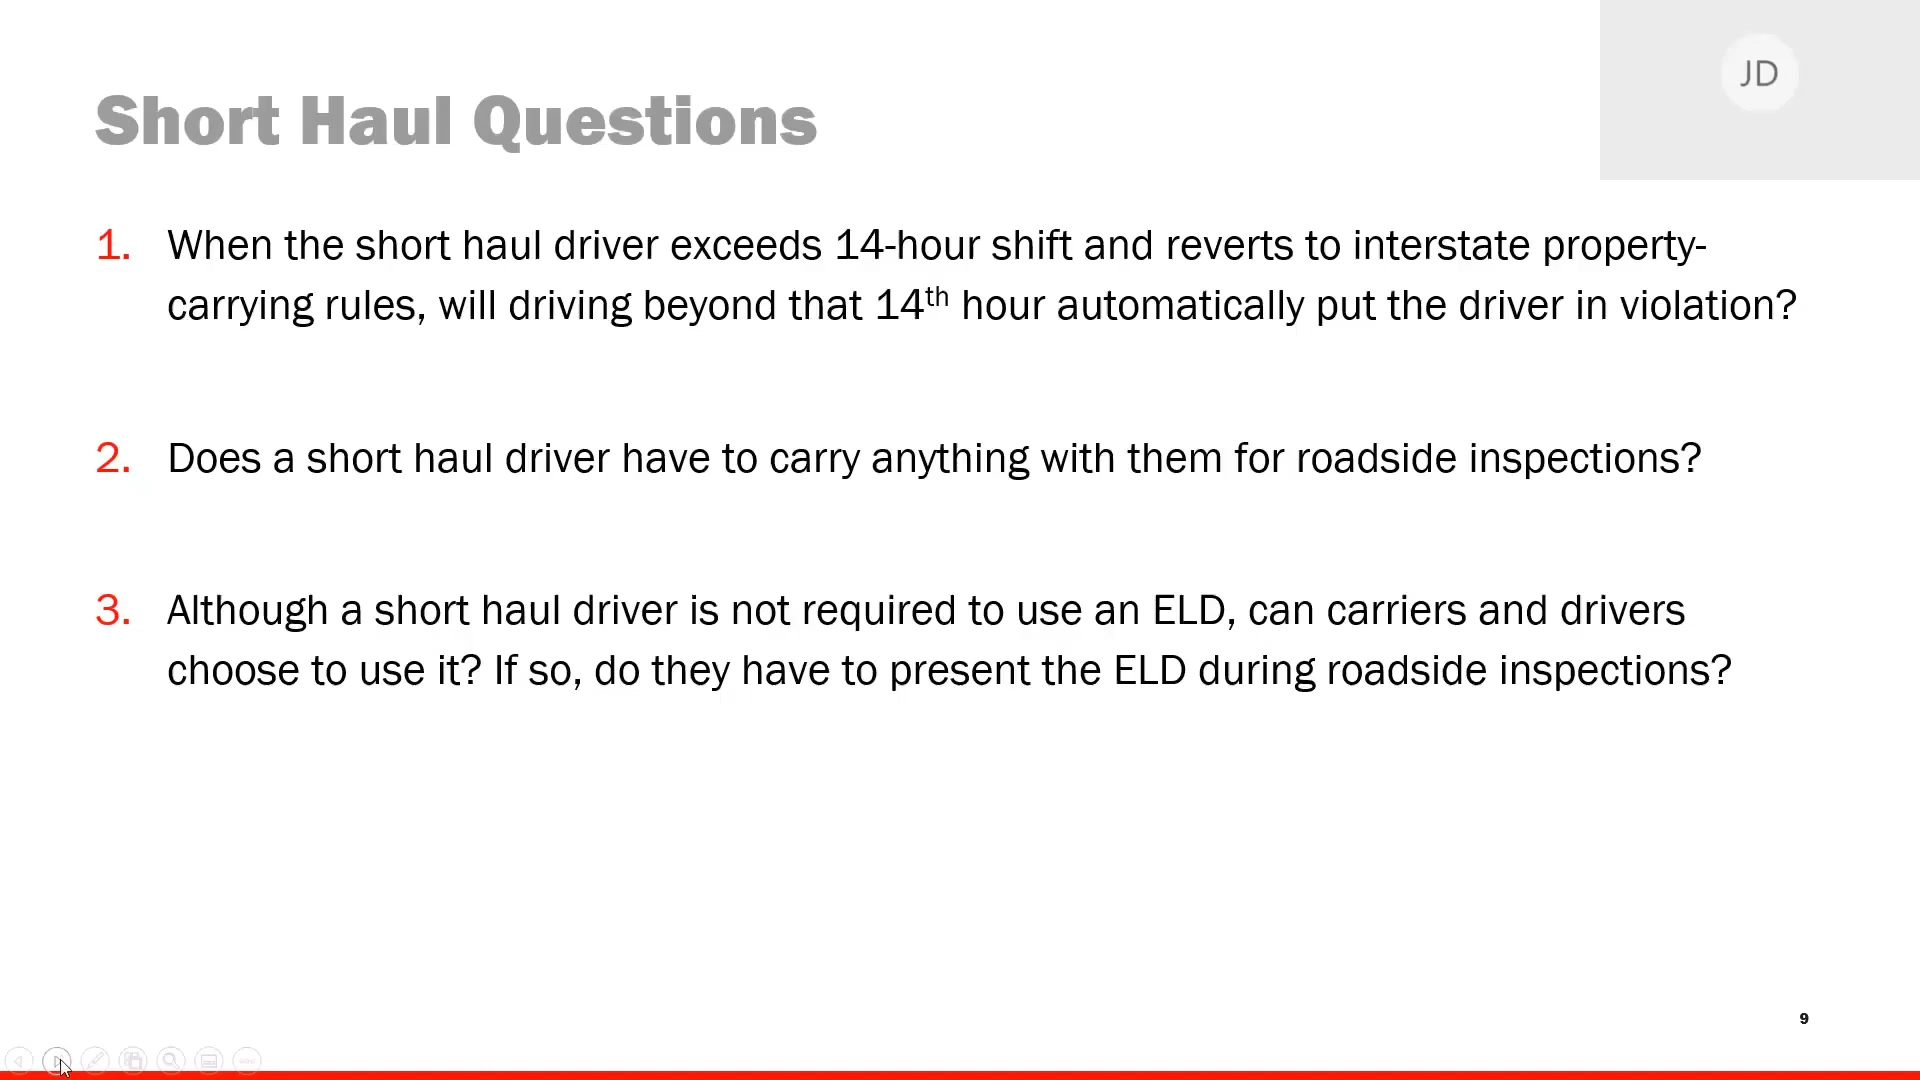 JD
Short Haul Questions
1. When the short haul driver exceeds 14-hour shift and reverts to interstate property-
carrying rules, will driving beyond that 14th hour automatically put the driver in violation?
2. Does a short haul driver have to carry anything with them for roadside inspections?
3. Although a short haul driver is not required to use an ELD, can carriers and drivers
choose to use it? If so, do they have to present the ELD during roadside inspections?
9